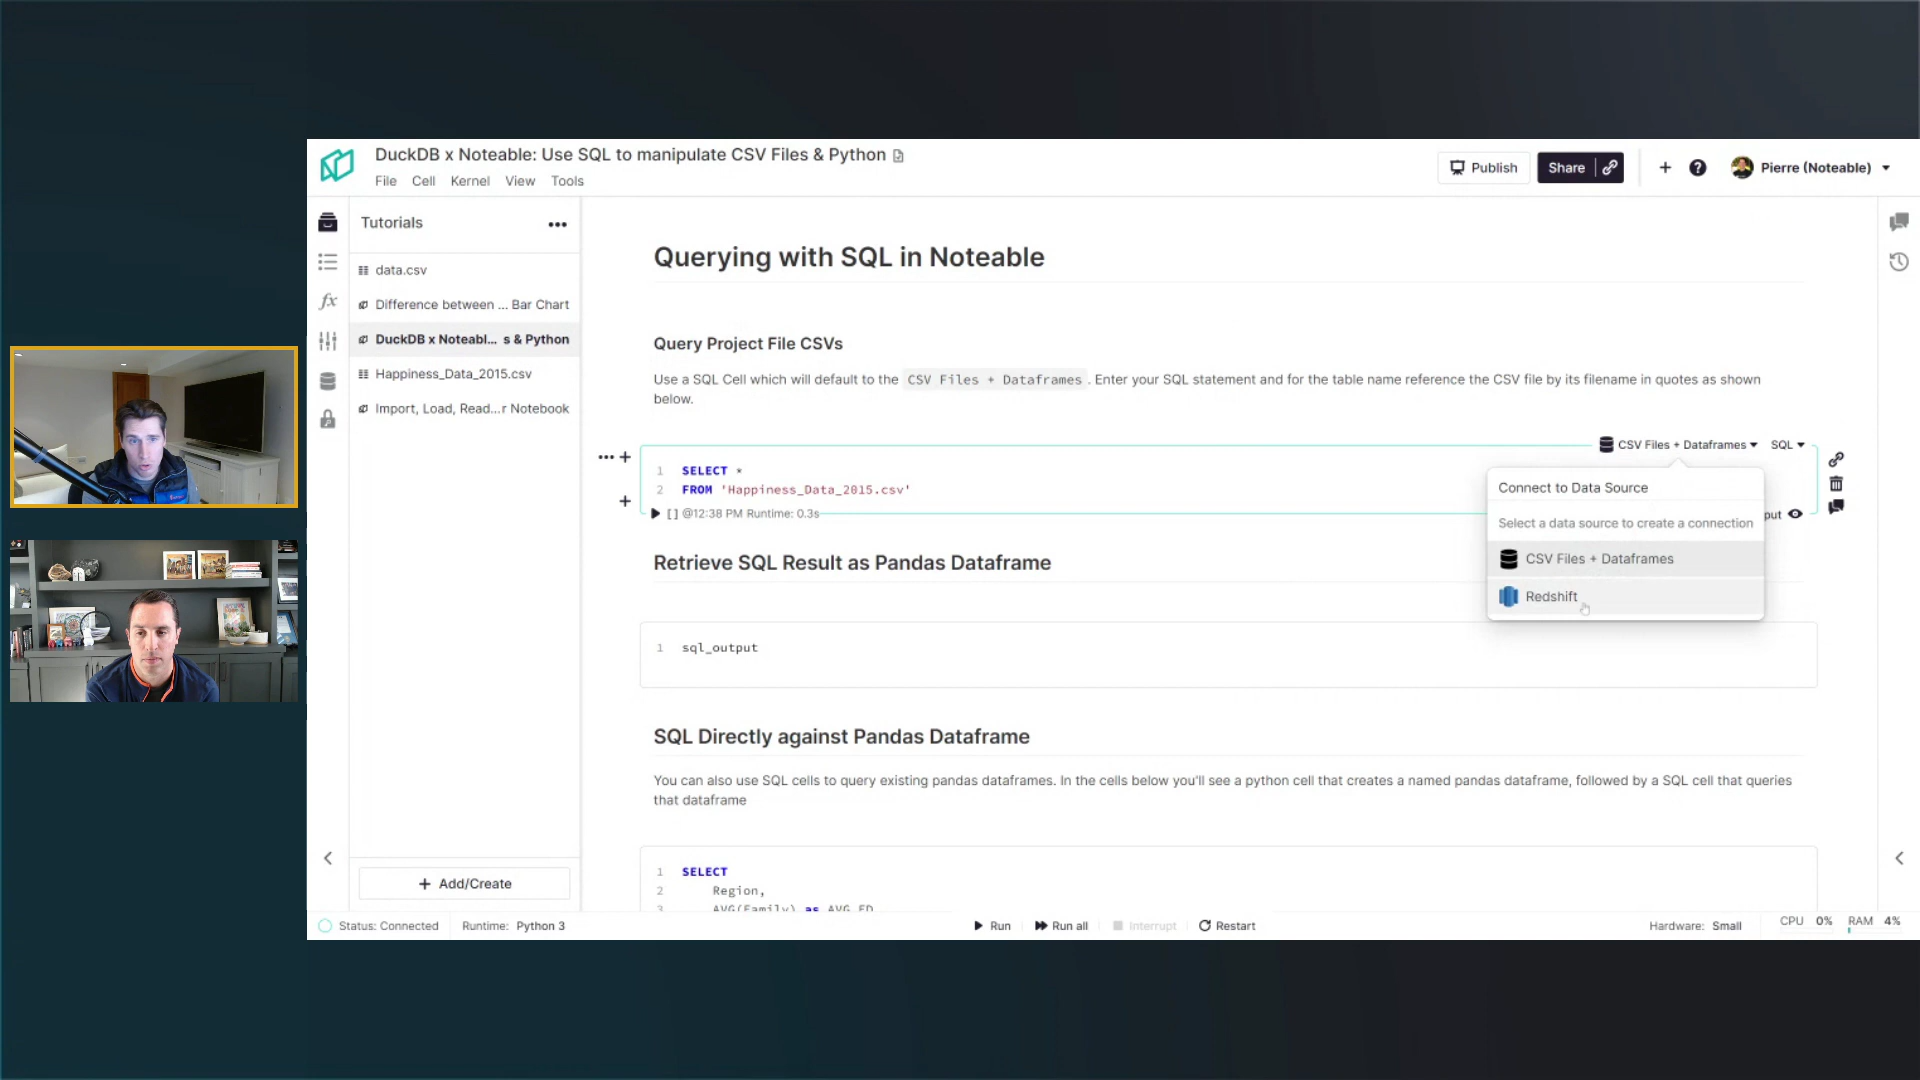 DuckDB x Noteable: Use SQL to manipulate CSV Files & Python
File Cell Kernel View Tools
Publish
Share
+
?
Pierre (Noteable)
Tutorials
data.csv
Difference between ... Bar Chart
DuckDB x Noteabl... s & Python
Happiness_Data_2015.csv
Import, Load, Read...r Notebook
+ Add/Create
Querying with SQL in Noteable
Query Project File CSVs
Use a SQL Cell which will default to the CSV Files + Dataframes . Enter your SQL statement and for the table name reference the CSV file by its filename in quotes as shown
below.
CSV Files + Dataframes SQL
1 SELECT *
2 FROM 'Happiness_Data_2015.csv'
[] @12:38 PM Runtime: 0.3s
put
Connect to Data Source
Select a data source to create a connection
CSV Files + Dataframes
Redshift
Retrieve SQL Result as Pandas Dataframe
1 sql_output
SQL Directly against Pandas Dataframe
You can also use SQL cells to query existing pandas dataframes. In the cells below you'll see a python cell that creates a named pandas dataframe, followed by a SQL cell that queries
that dataframe
1 SELECT
2 Region,
3 AVG(Family) as AVG_FD
Status: Connected Runtime: Python 3
Run Run all Interrupt Restart
Hardware: Small CPU 0% RAM 4%